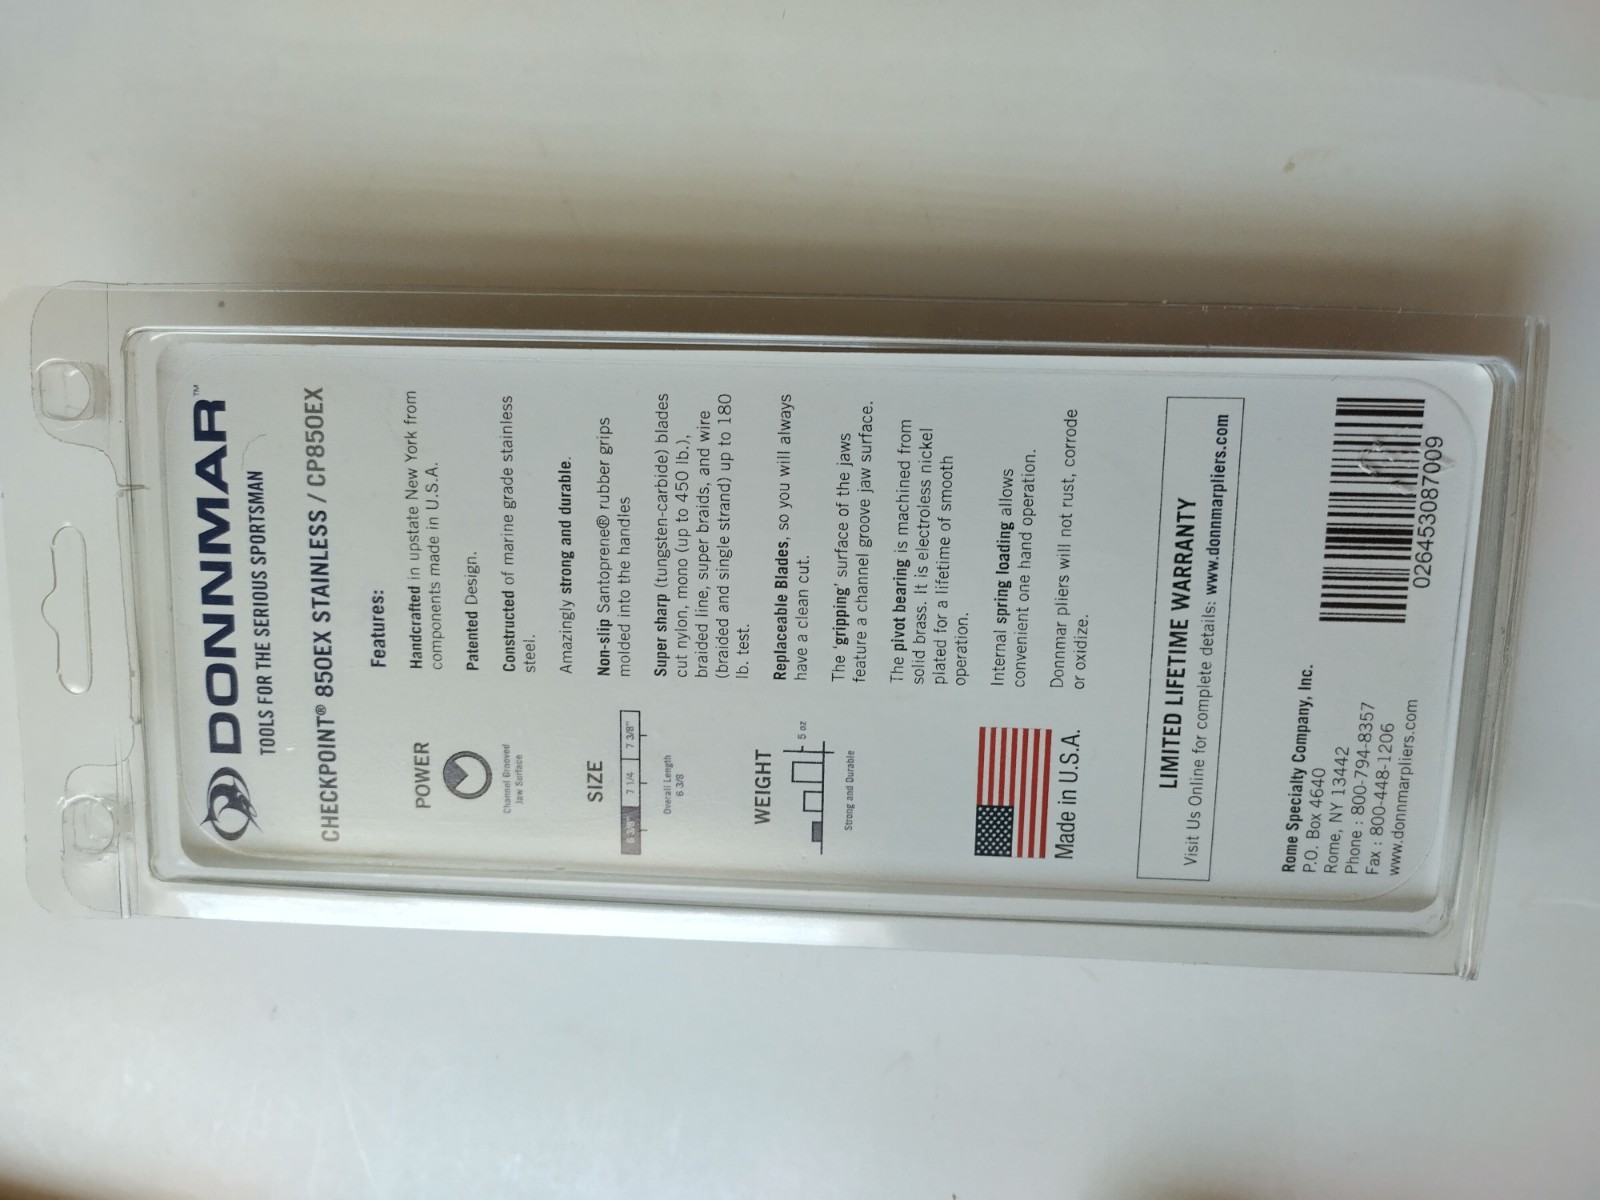 DONNMAR™
TOOLS FOR THE SERIOUS SPORTSMAN
CHECKPOINT® 850EX STAINLESS / CP850EX
POWER
Channel Grooved
Jaw Surface
SIZE
6 3/8" 7 1/4 7 3/8"
Overall Length
6 3/8
WEIGHT
5 oz
Strong and Durable
Made in U.S.A.
Features:
Handcrafted in upstate New York from
components made in U.S.A.
Patented Design.
Constructed of marine grade stainless
steel.
Amazingly strong and durable.
Non-slip Santoprene® rubber grips
molded into the handles
Super sharp (tungsten-carbide) blades
cut nylon, mono (up to 450 lb.),
braided line, super braids, and wire
(braided and single strand) up to 180
lb. test.
Replaceable Blades, so you will always
have a clean cut.
The 'gripping' surface of the jaws
feature a channel groove jaw surface.
The pivot bearing is machined from
solid brass. It is electroless nickel
plated for a lifetime of smooth
operation.
Internal spring loading allows
convenient one hand operation.
Donnmar pliers will not rust, corrode
or oxidize.
LIMITED LIFETIME WARRANTY
Visit Us Online for complete details: www.donnmarpliers.com
Rome Specialty Company, Inc.
P.O. Box 4640
Rome, NY 13442
Phone : 800-794-8357
Fax : 800-448-1206
www.donnmarpliers.com
026453087009